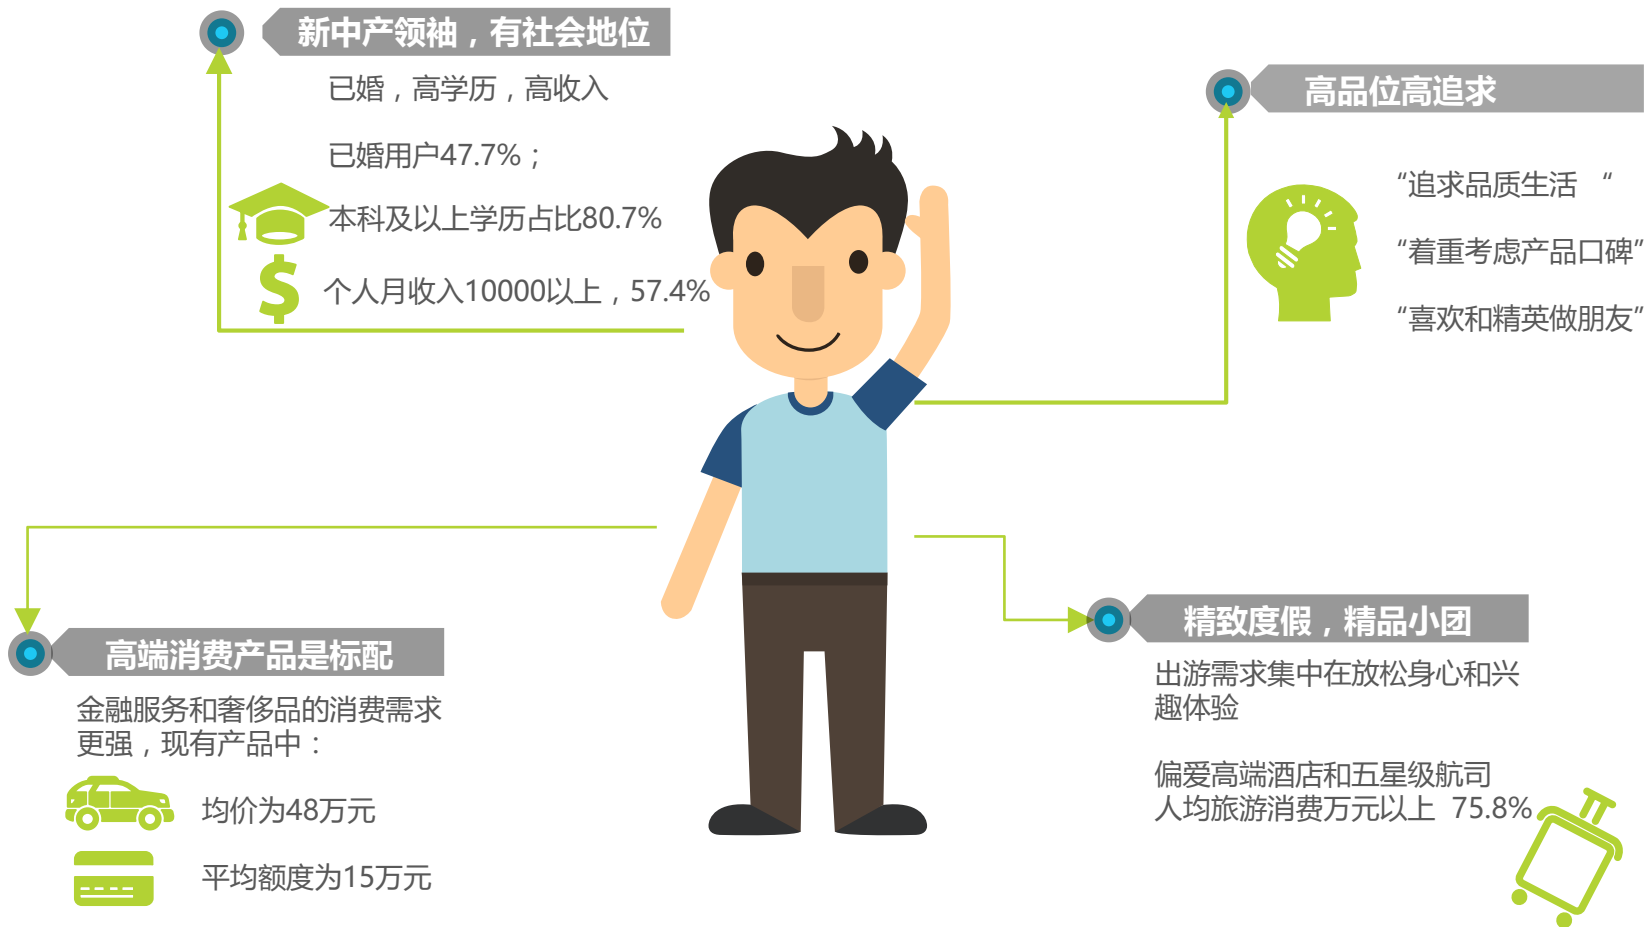 新中产领袖，有社会地位
已婚，高学历，高收入
已婚用户47.7%；
本科及以上学历占比80.7%
个人月收入10000以上，57.4%
高品位高追求
“追求品质生活 “
“着重考虑产品口碑”
“喜欢和精英做朋友”
高端消费产品是标配
金融服务和奢侈品的消费需求
更强，现有产品中：
均价为48万元
平均额度为15万元
精致度假，精品小团
出游需求集中在放松身心和兴
趣体验
偏爱高端酒店和五星级航司
人均旅游消费万元以上 75.8%